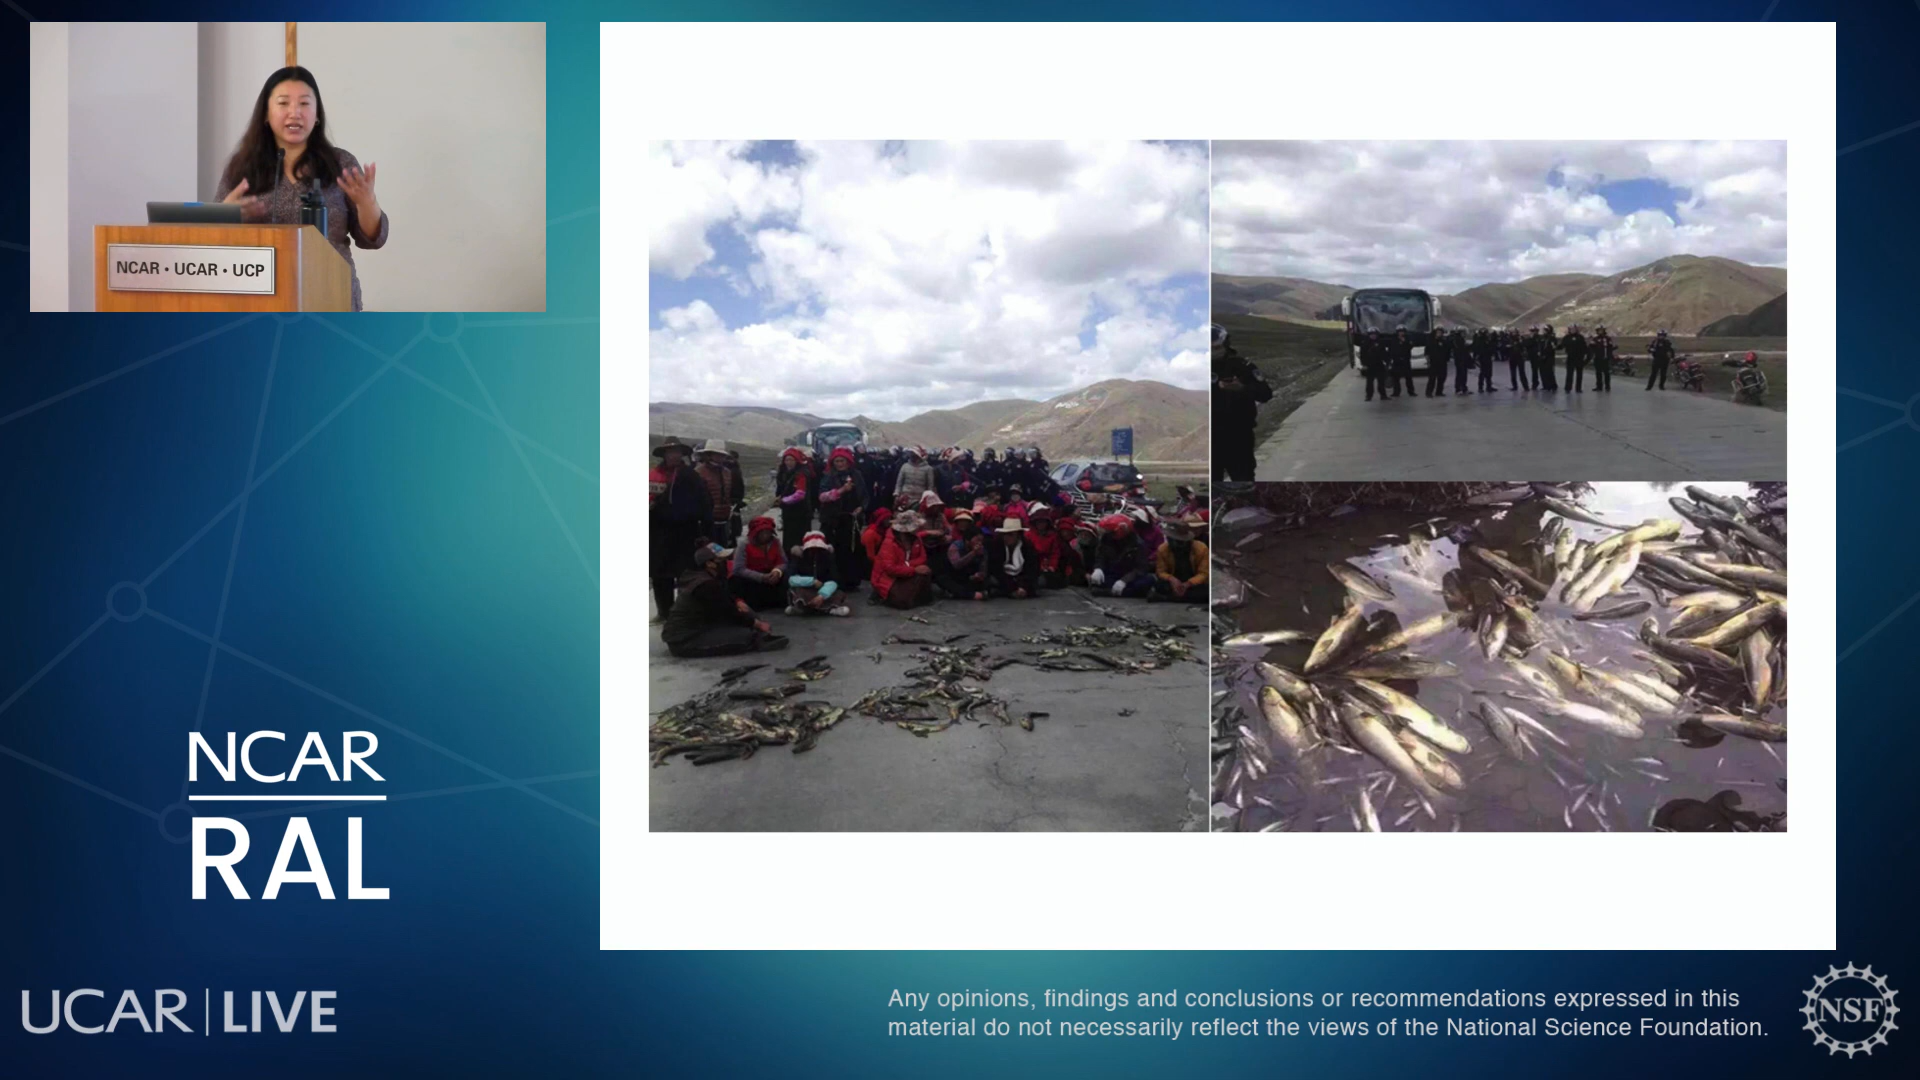 NCAR • UCAR • UCP
NCAR
RAL
UCAR | LIVE
Any opinions, findings and conclusions or recommendations expressed in this
material do not necessarily reflect the views of the National Science Foundation.
NSF